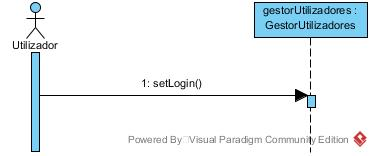 gestorUtilizadores :
GestorUtilizadores
Utilizador
1: setLogin()
Powered By Visual Paradigm Community Edition